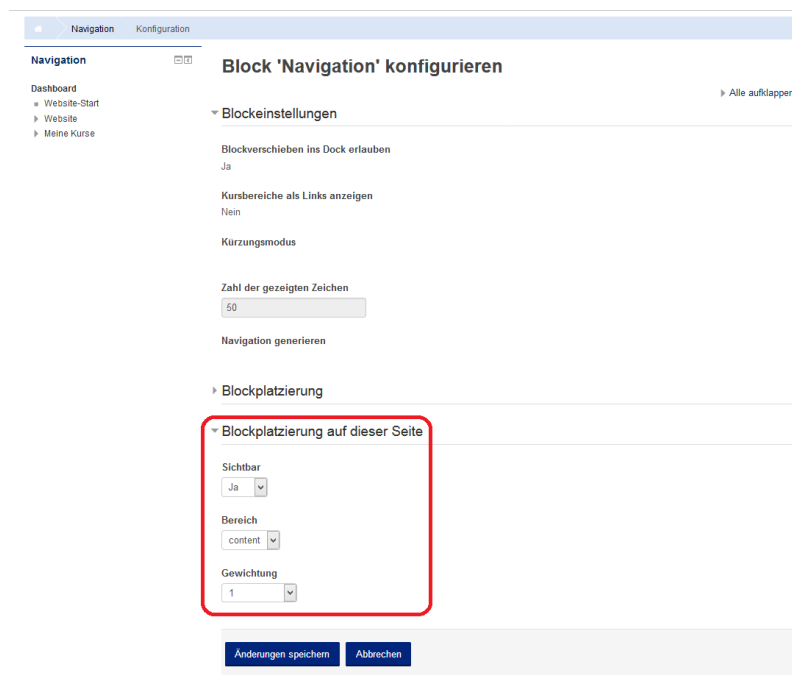 Navigation Konfiguration
Navigation
Dashboard
Website-Start
Website
Meine Kurse
Block 'Navigation' konfigurieren
Alle aufklappen
Blockeinstellungen
Blockverschieben ins Dock erlauben
Ja
Kursbereiche als Links anzeigen
Nein
Kürzungsmodus
Zahl der gezeigten Zeichen
50
Navigation generieren
Blockplatzierung
Blockplatzierung auf dieser Seite
Sichtbar
Ja
Bereich
content
Gewichtung
1
Änderungen speichern Abbrechen